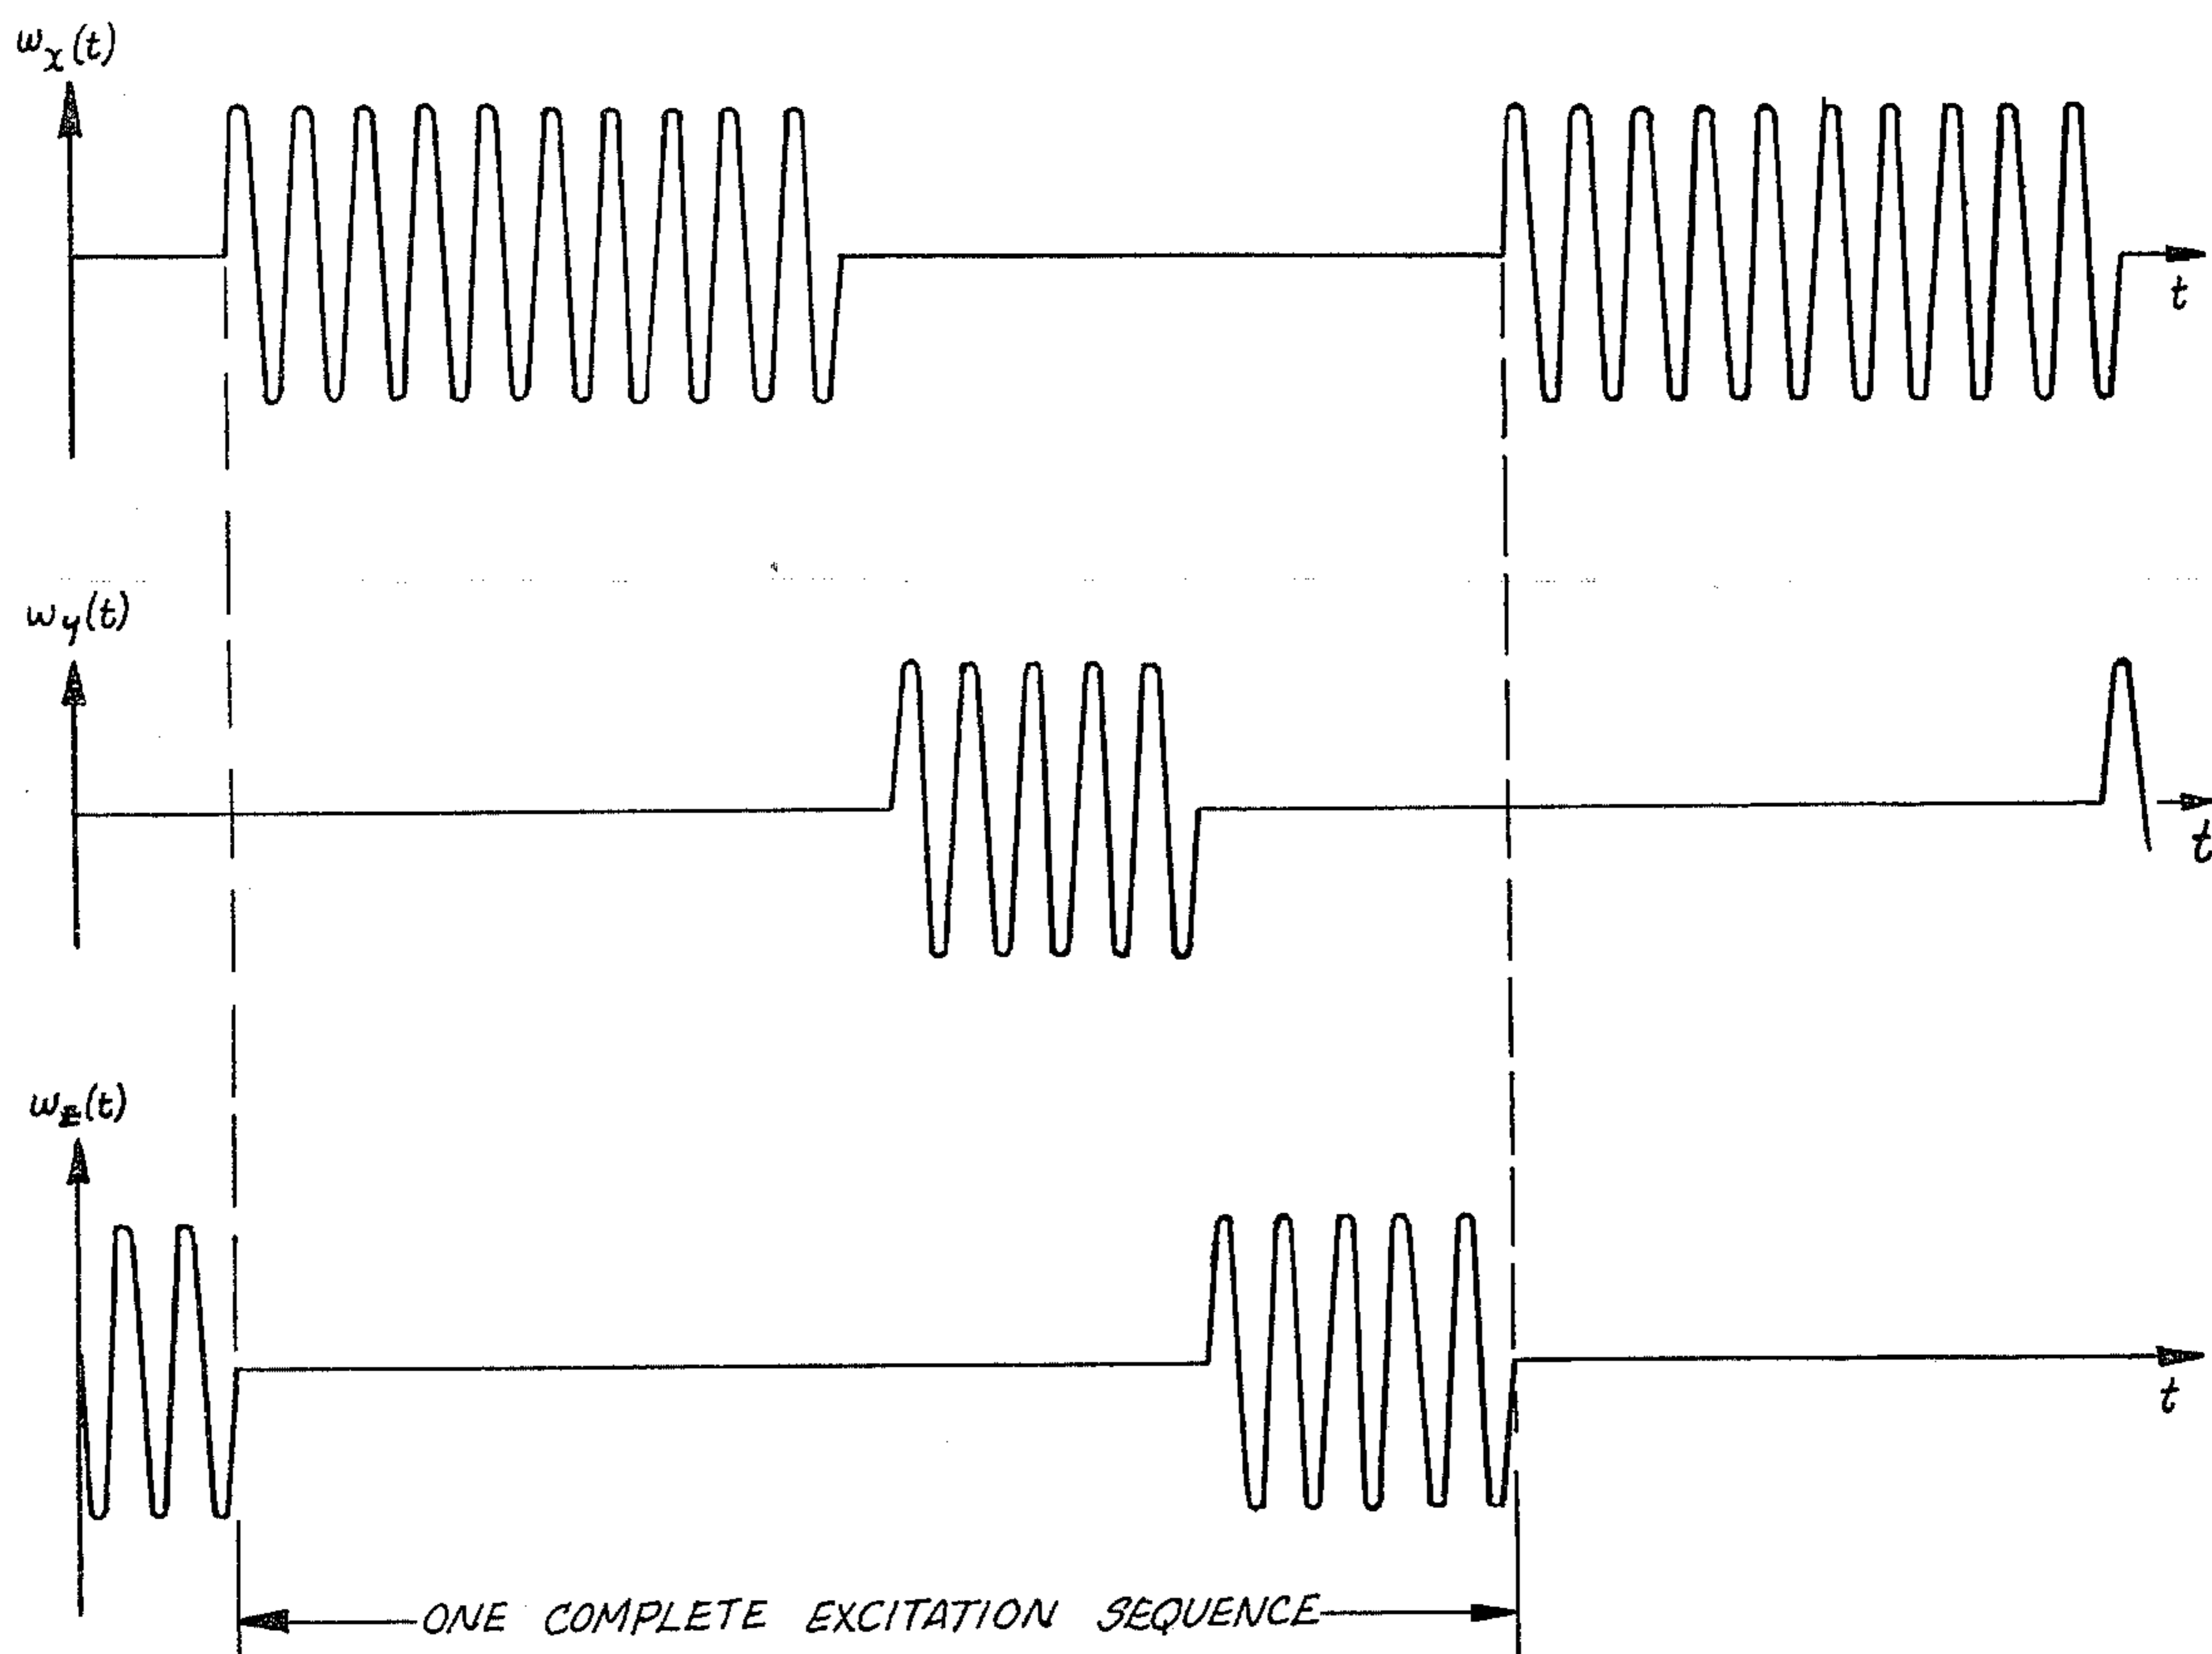 ωx(t)
t
ωy(t)
t
ωz(t)
t
ONE COMPLETE EXCITATION SEQUENCE